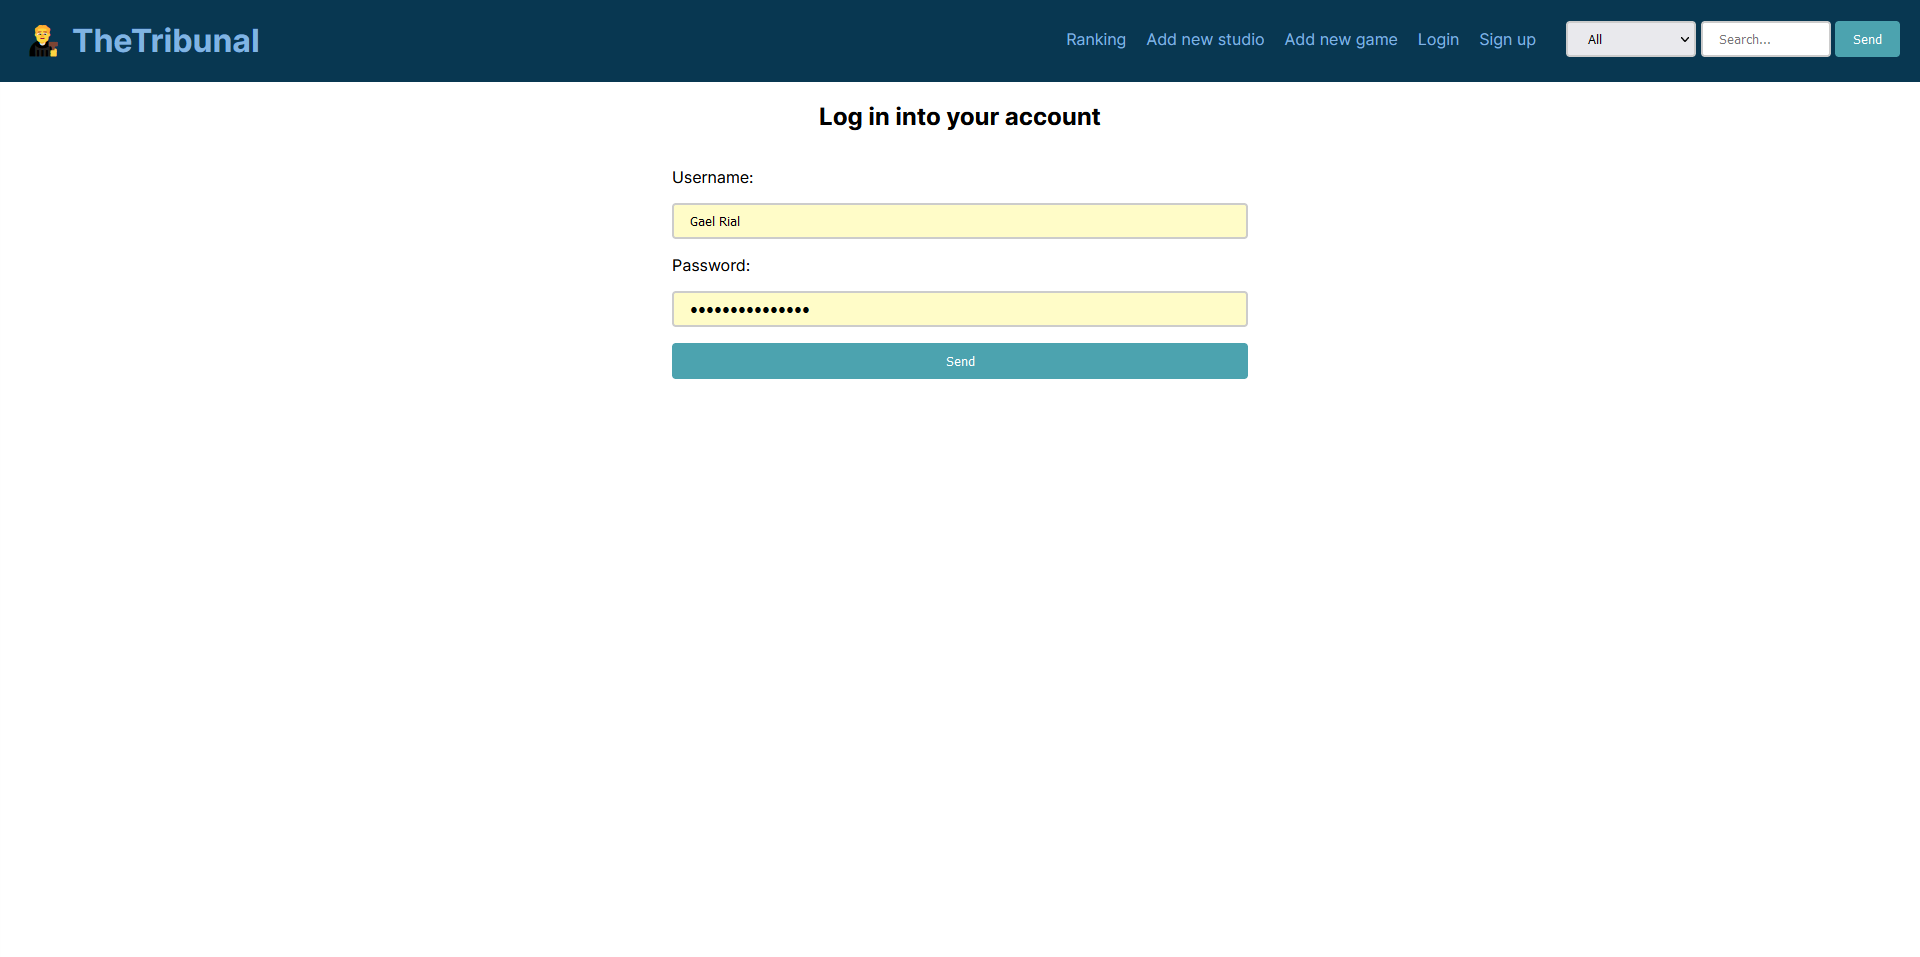 TheTribunal
Ranking Add new studio Add new game Login Sign up All Search... Send
Log in into your account
Username:
Gael Rial
Password:
•••••••••••••••
Send